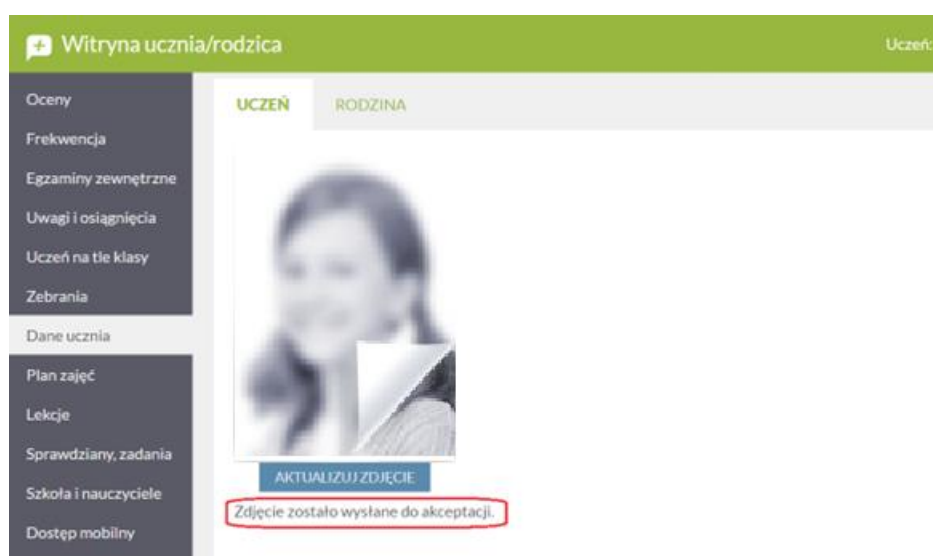 Witryna ucznia/rodzica
Uczeń:
Oceny
Frekwencja
Egzaminy zewnętrzne
Uwagi i osiągnięcia
Uczeń na tle klasy
Zebrania
Dane ucznia
Plan zajęć
Lekcje
Sprawdziany, zadania
Szkoła i nauczyciele
Dostęp mobilny
UCZEŃ RODZINA
AKTUALIZUJ ZDJĘCIE
Zdjęcie zostało wysłane do akceptacji.